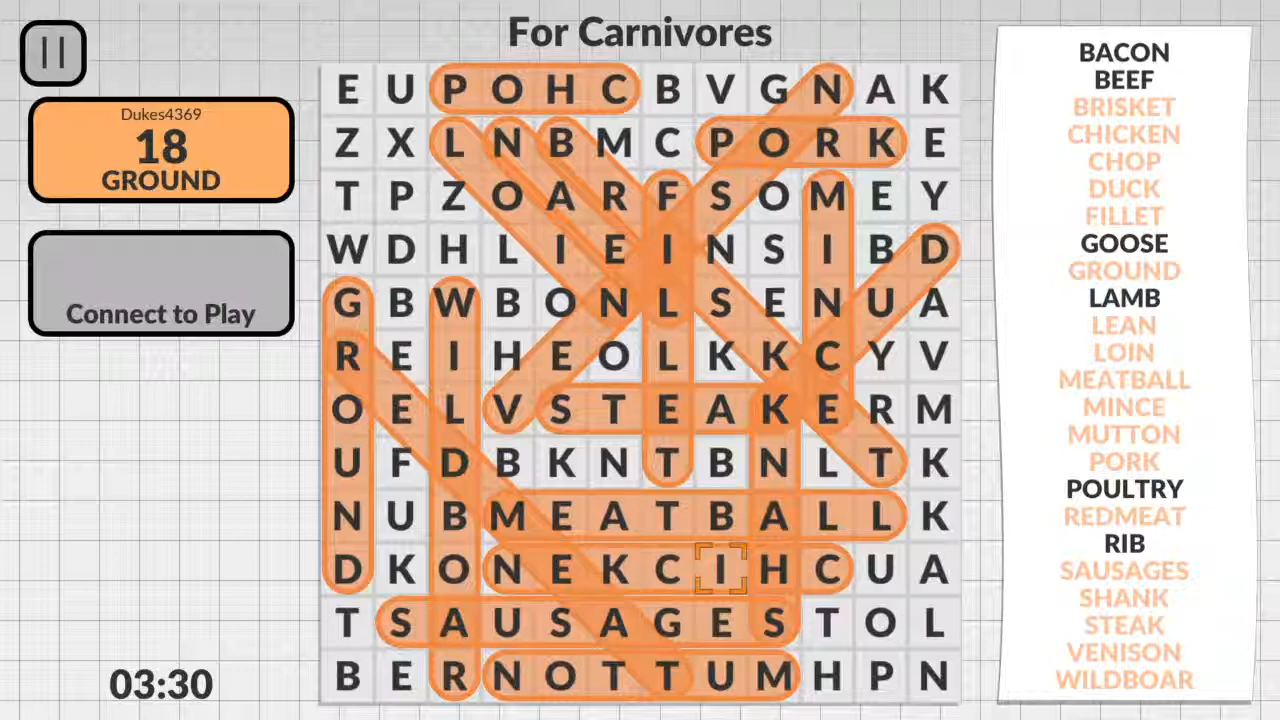 For Carnivores
Dukes4369
18
GROUND
Connect to Play
03:30
E U P O H C B V G N A K
Z X L N B M C P O R K E
T P Z O A R F S O M E Y
W D H L I E I N S I B D
G B W B O N L S E N U A
R E I H E O L K K C Y V
O E L V S T E A K E R M
U F D B K N T B N L T K
N U B M E A T B A L L K
D K O N E K C I H C U A
T S A U S A G E S T O L
B E R N O T T U M H P N
BACON
BEEF
BRISKET
CHICKEN
CHOP
DUCK
FILLET
GOOSE
GROUND
LAMB
LEAN
LOIN
MEATBALL
MINCE
MUTTON
PORK
POULTRY
REDMEAT
RIB
SAUSAGES
SHANK
STEAK
VENISON
WILDBOAR